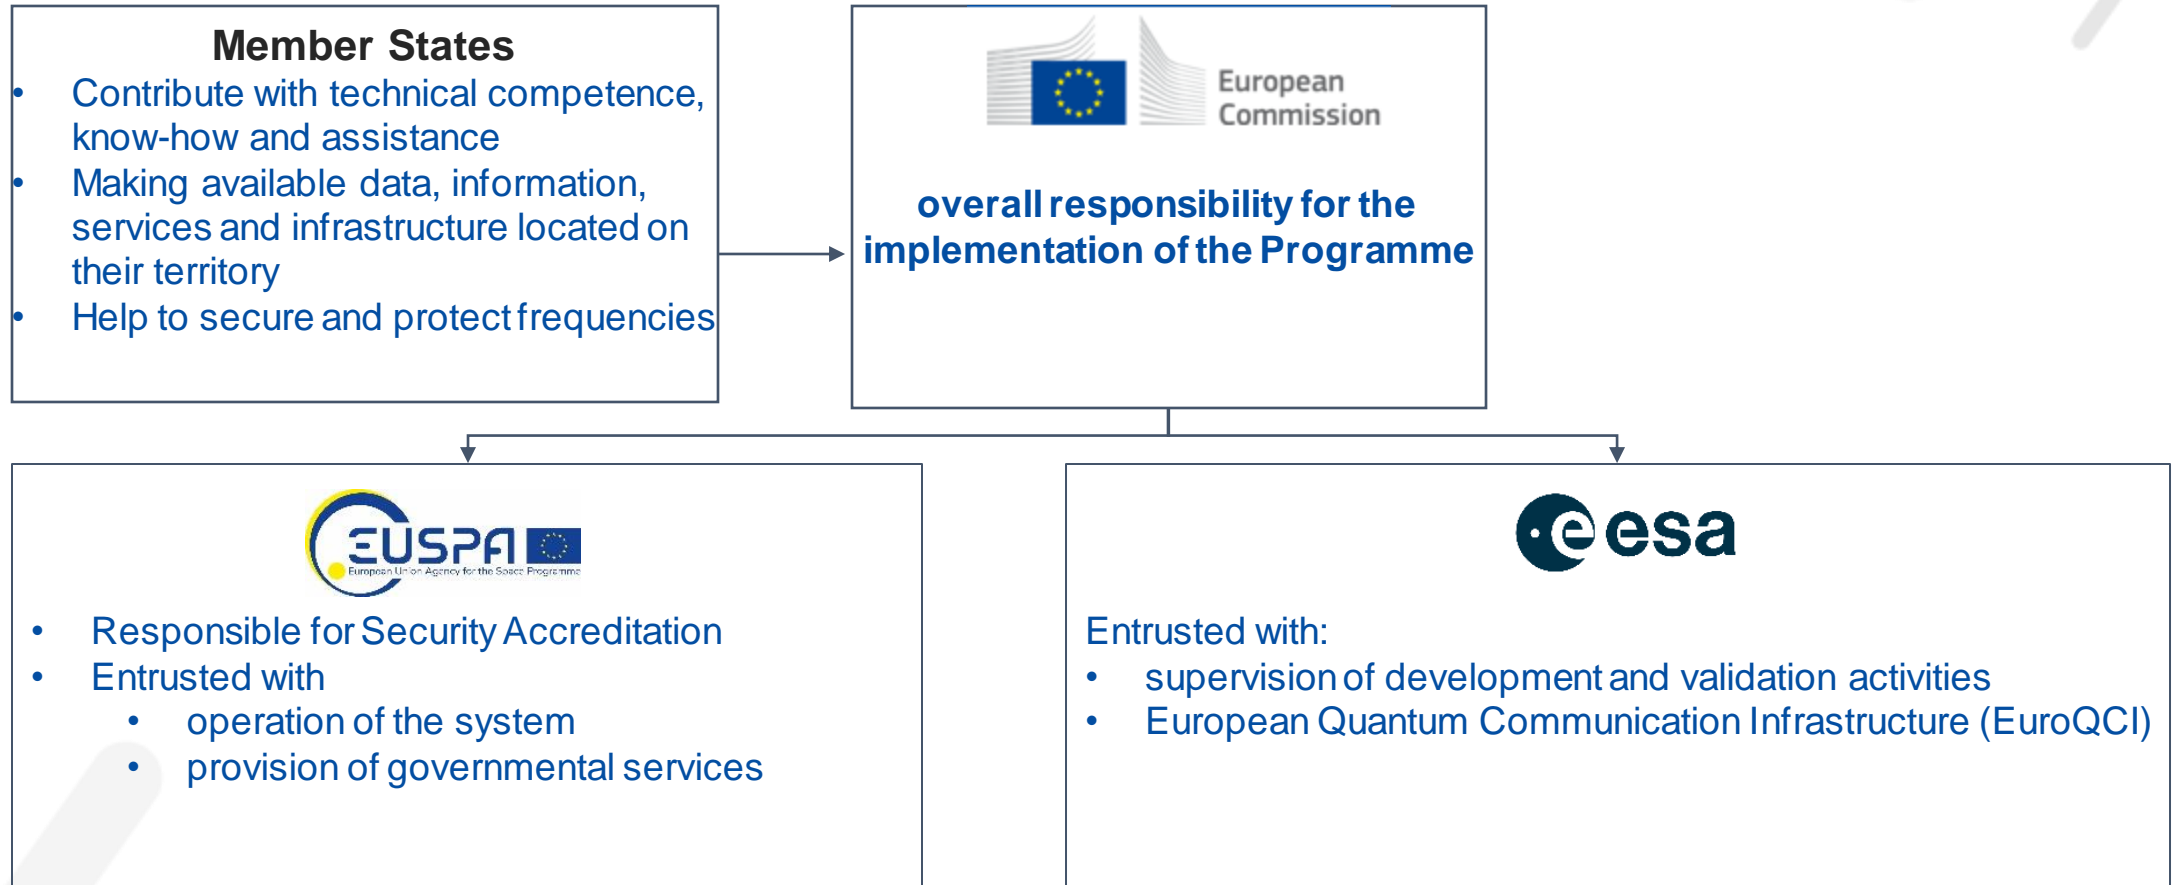 Member States
• Contribute with technical competence,
know-how and assistance
• Making available data, information,
services and infrastructure located on
their territory
• Help to secure and protect frequencies
European
Commission
overall responsibility for the
implementation of the Programme
EUSPA
European Union Agency for the Space Programme
• Responsible for Security Accreditation
• Entrusted with
• operation of the system
• provision of governmental services
esa
Entrusted with:
• supervision of development and validation activities
• European Quantum Communication Infrastructure (EuroQCI)